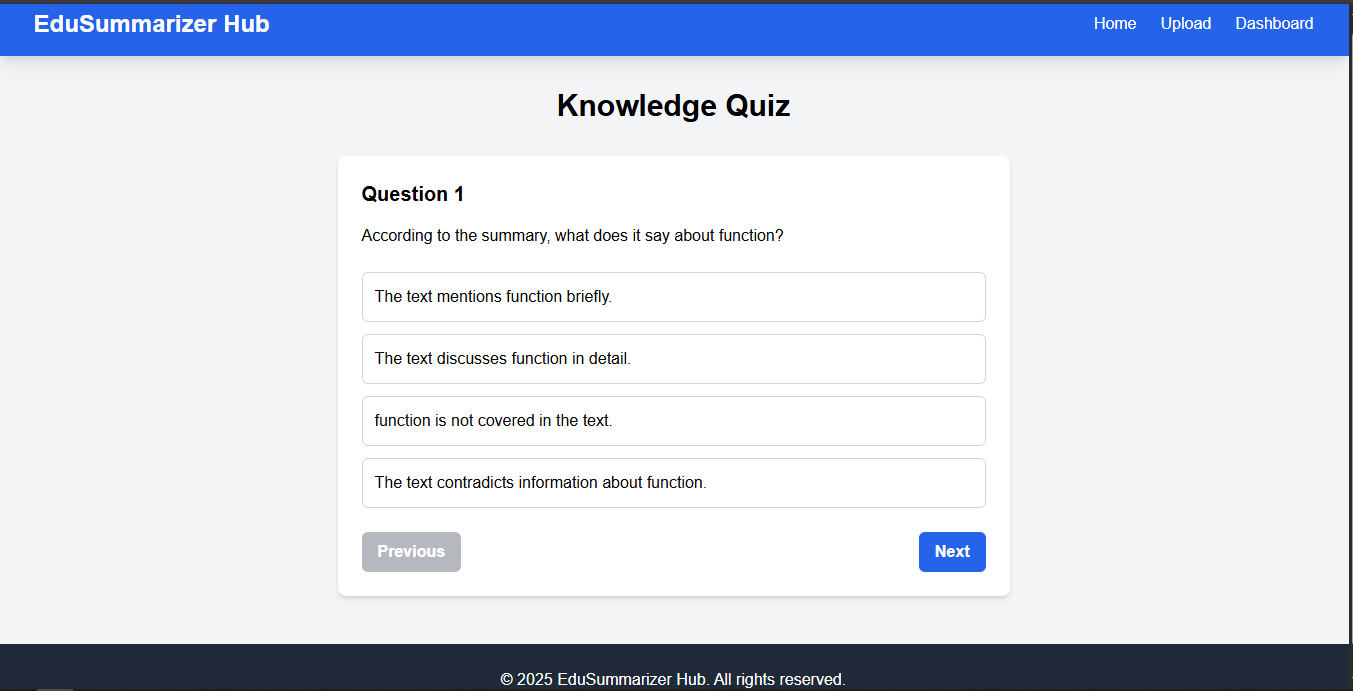 EduSummarizer Hub
Home Upload Dashboard
Knowledge Quiz
Question 1
According to the summary, what does it say about function?
The text mentions function briefly.
The text discusses function in detail.
function is not covered in the text.
The text contradicts information about function.
Previous Next
© 2025 EduSummarizer Hub. All rights reserved.